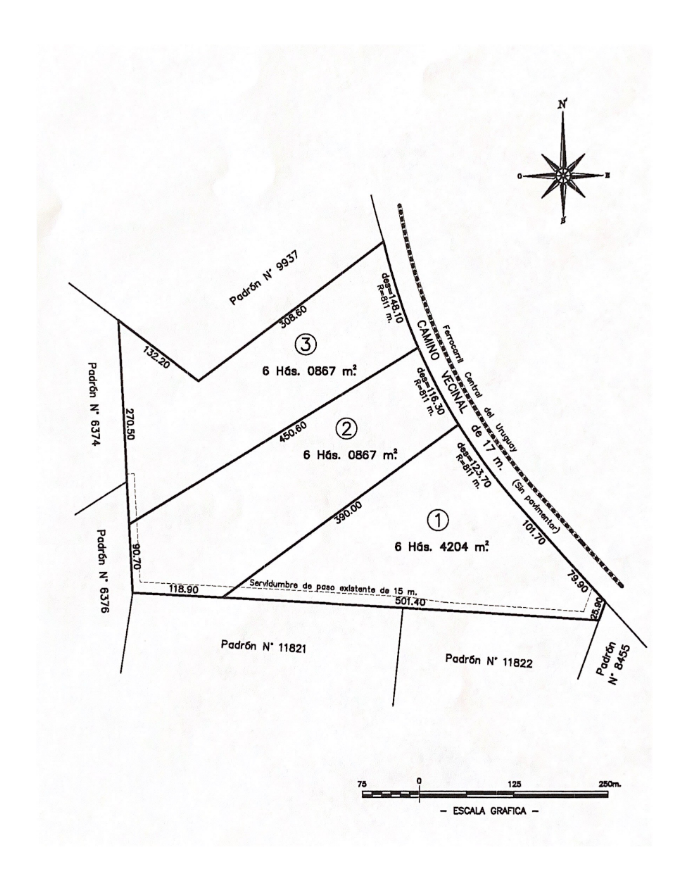 N
O
E
S
Padrón N° 9937
308.60
132.20
3
6 Hás. 0867 m².
des=148.10
R=811 m.
CAMINO VECINAL de 17 m. (Sin pavimentar)
Ferrocarril Central del Uruguay
Padrón N° 6374
270.50
450.60
2
6 Hás. 0867 m².
des=116.30
R=811 m.
des=123.70
R=811 m.
390.00
1
6 Hás. 4204 m².
101.70
79.90
25.90
Padrón N° 6376
90.70
118.90
Servidumbre de paso existente de 15 m.
501.40
Padrón N° 11821
Padrón N° 11822
Padrón
N° 8455
75 0 125 250m.
– ESCALA GRAFICA –